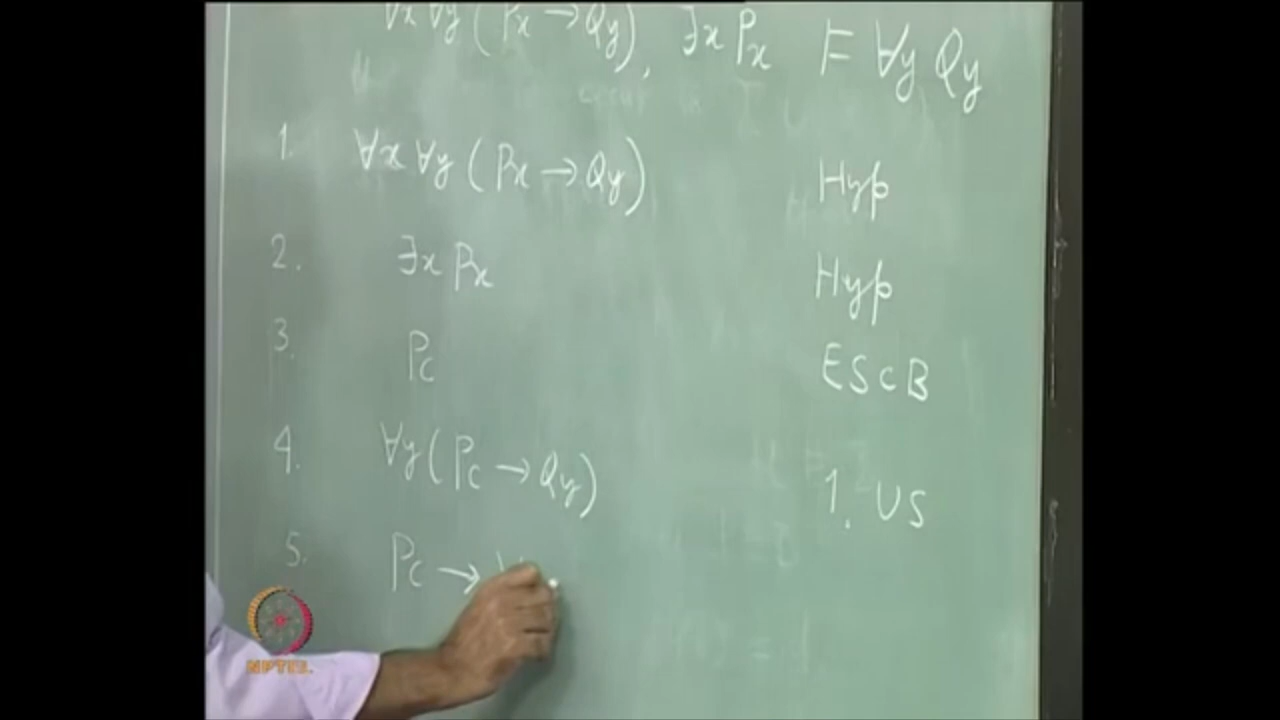 ∀x ∀y ( Px → Qy ), ∃x Px ⊨ ∀y Qy
1. ∀x ∀y ( Px → Qy ) Hyp
2. ∃x Px Hyp
3. Pc EScB
4. ∀y ( Pc → Qy ) 1. US
5. Pc →
NPTEL